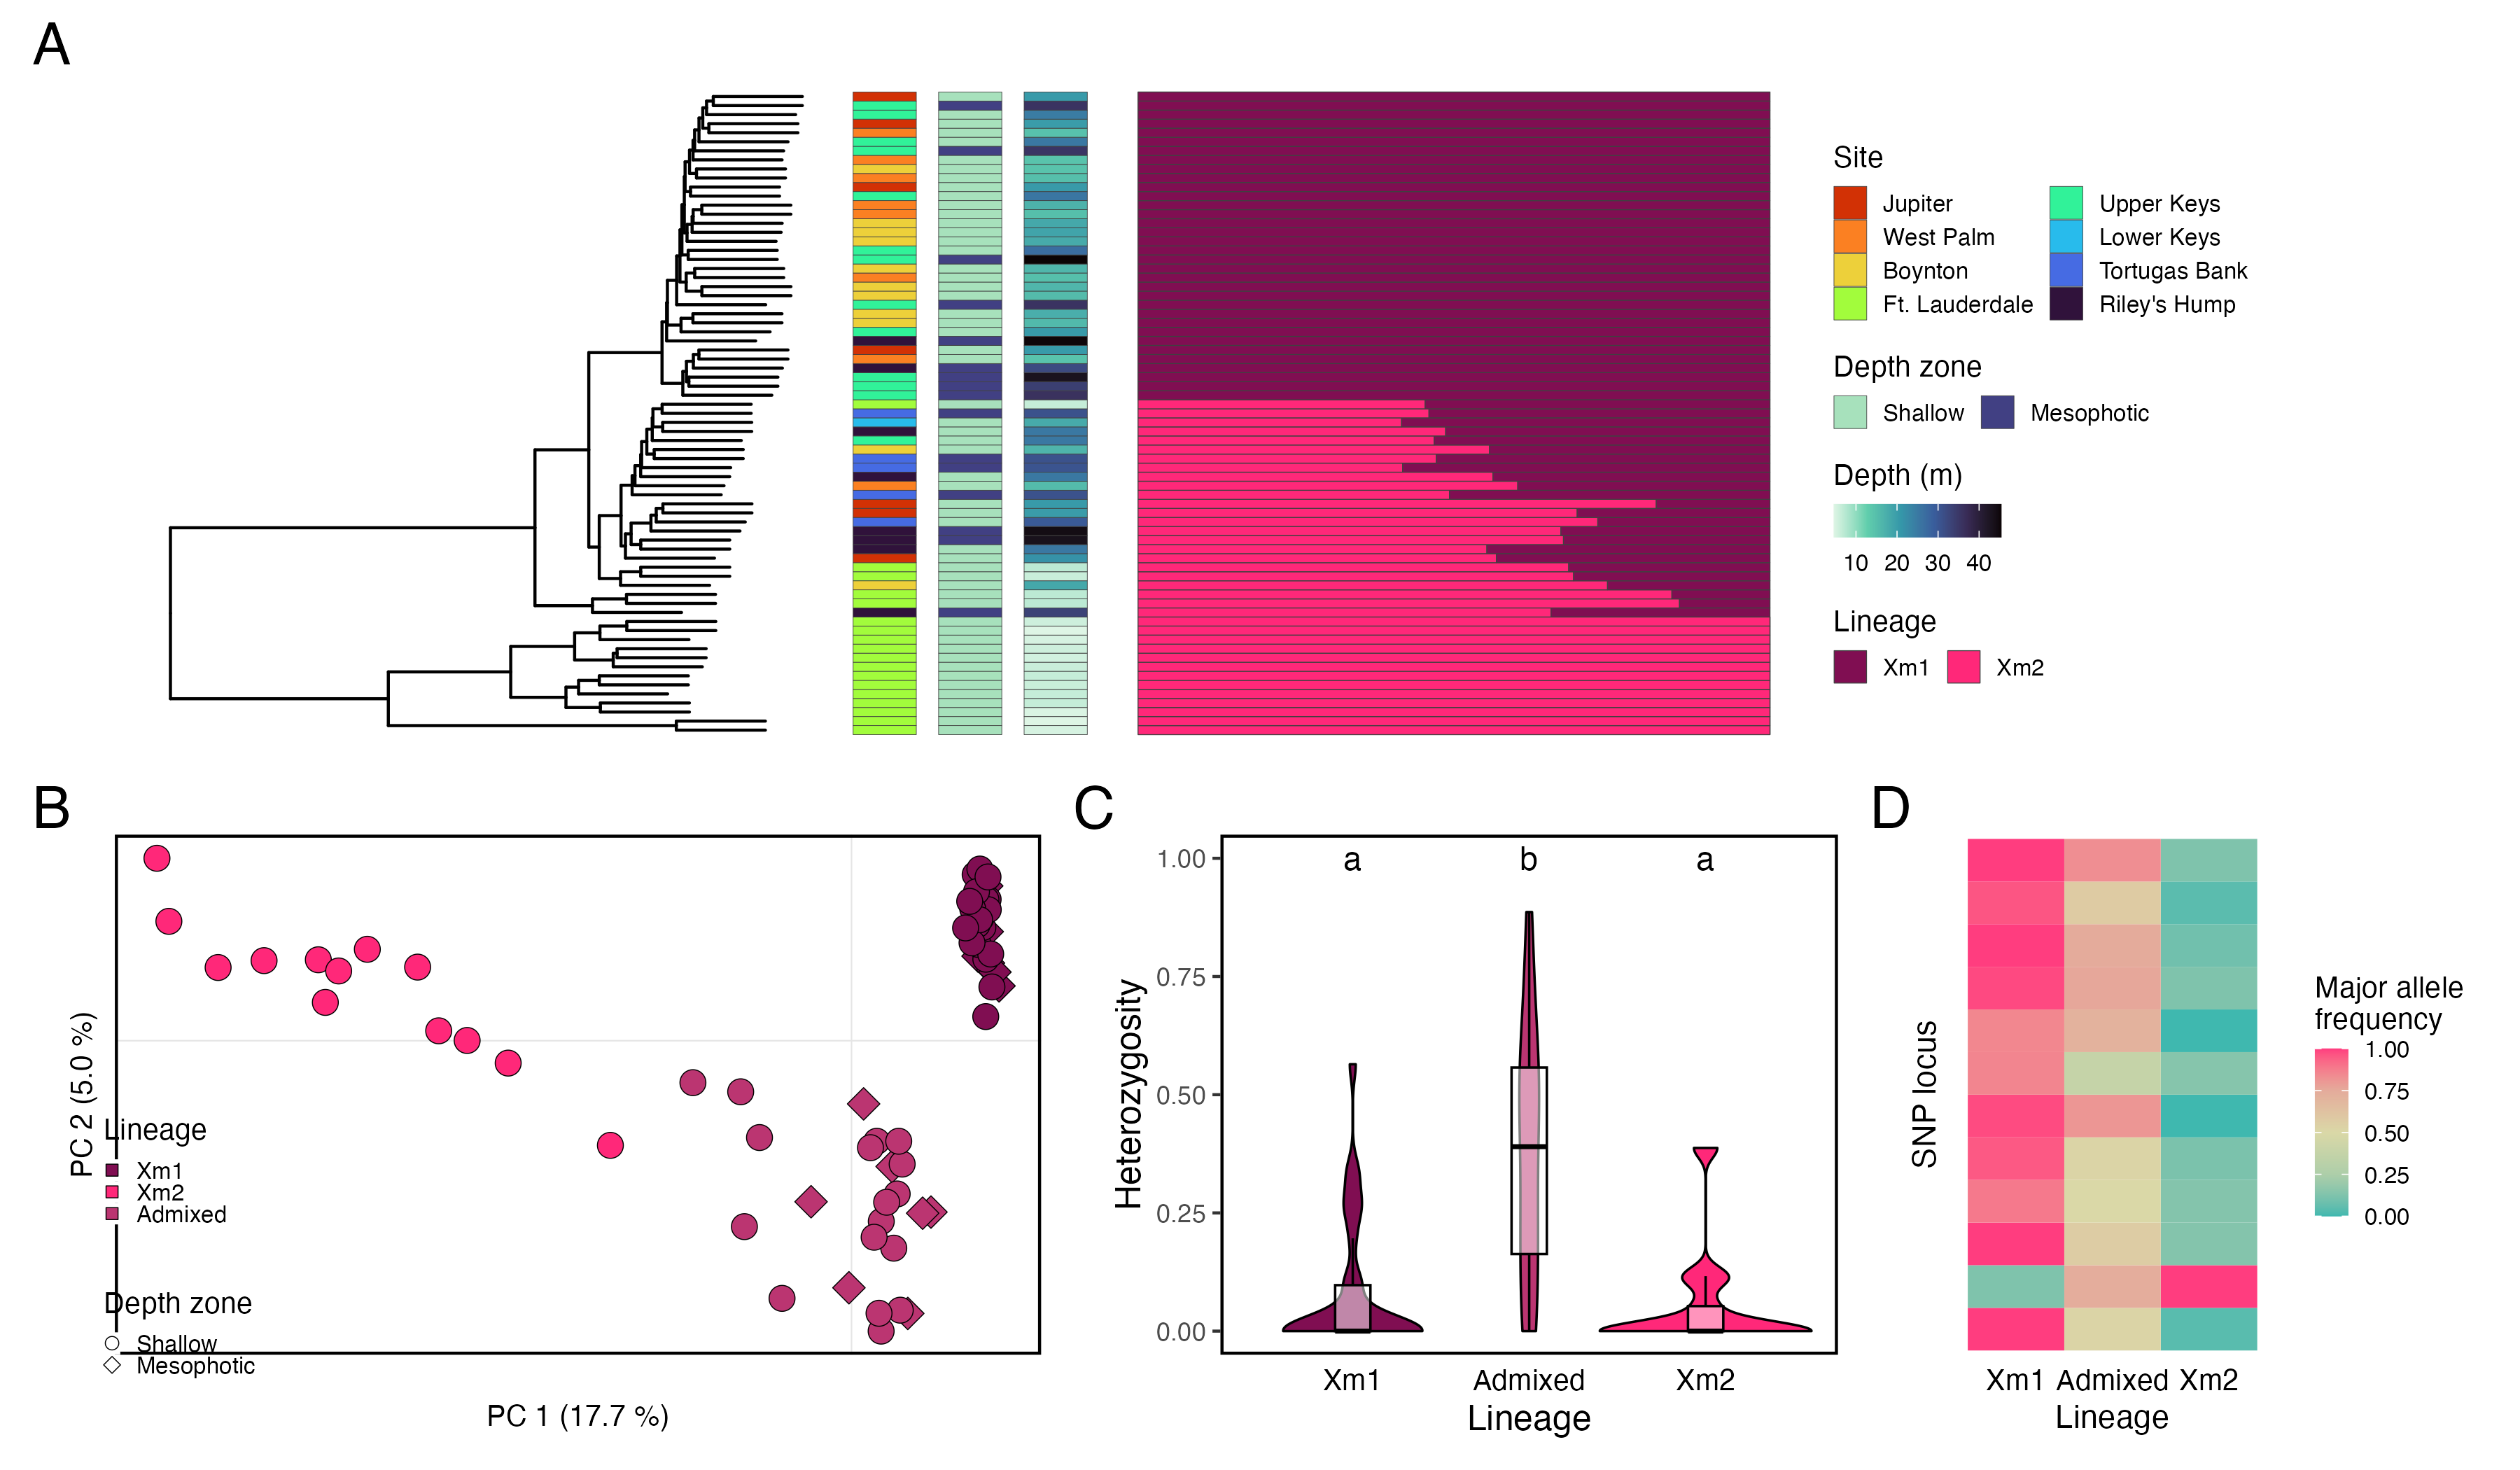 A
Site
Jupiter
Upper Keys
West Palm
Lower Keys
Boynton
Tortugas Bank
Ft. Lauderdale
Riley's Hump
Depth zone
Shallow
Mesophotic
Depth (m)
10 20 30 40
Lineage
Xm1
Xm2
B
PC 2 (5.0 %)
Lineage
Xm1
Xm2
Admixed
Depth zone
Shallow
Mesophotic
PC 1 (17.7 %)
C
Heterozygosity
1.00
0.75
0.50
0.25
0.00
a b a
Xm1 Admixed Xm2
Lineage
D
SNP locus
Xm1 Admixed Xm2
Lineage
Major allele
frequency
1.00
0.75
0.50
0.25
0.00